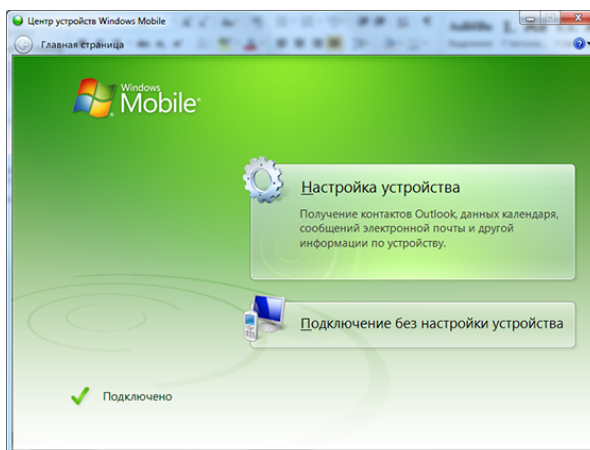 Центр устройств Windows Mobile
Главная страница
Windows
Mobile
Настройка устройства
Получение контактов Outlook, данных календаря,
сообщений электронной почты и другой
информации по устройству.
Подключение без настройки устройства
Подключено